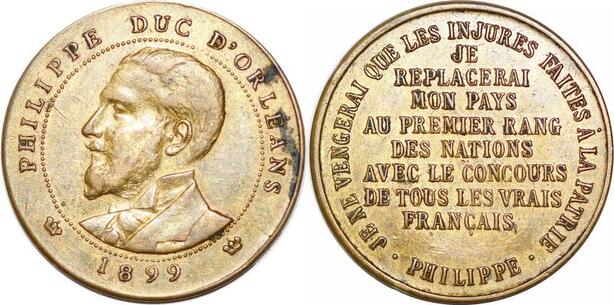 PHILIPPE DUC D'ORLÉANS
1899
JE NE VENGERAI QUE LES INJURES FAITES À LA PATRIE
JE
REPLACERAI
MON PAYS
AU PREMIER RANG
DES NATIONS
AVEC LE CONCOURS
DE TOUS LES VRAIS
FRANÇAIS
· PHILIPPE ·